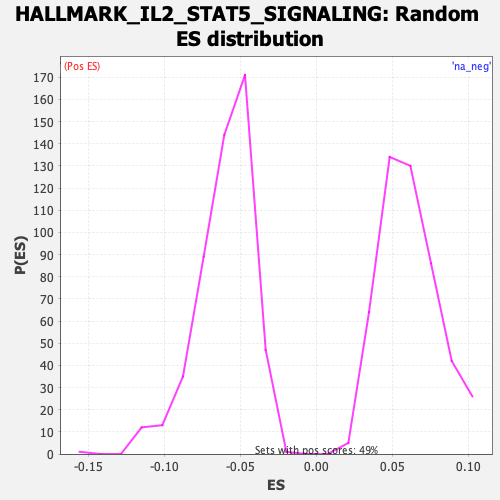 HALLMARK_IL2_STAT5_SIGNALING: Random
ES distribution
(Pos ES)
'na_neg'
170
160
150
140
130
120
110
100
90
80
70
60
50
40
30
20
10
0
P(ES)
Sets with pos scores: 49%
-0.15 -0.10 -0.05 0.00 0.05 0.10
ES